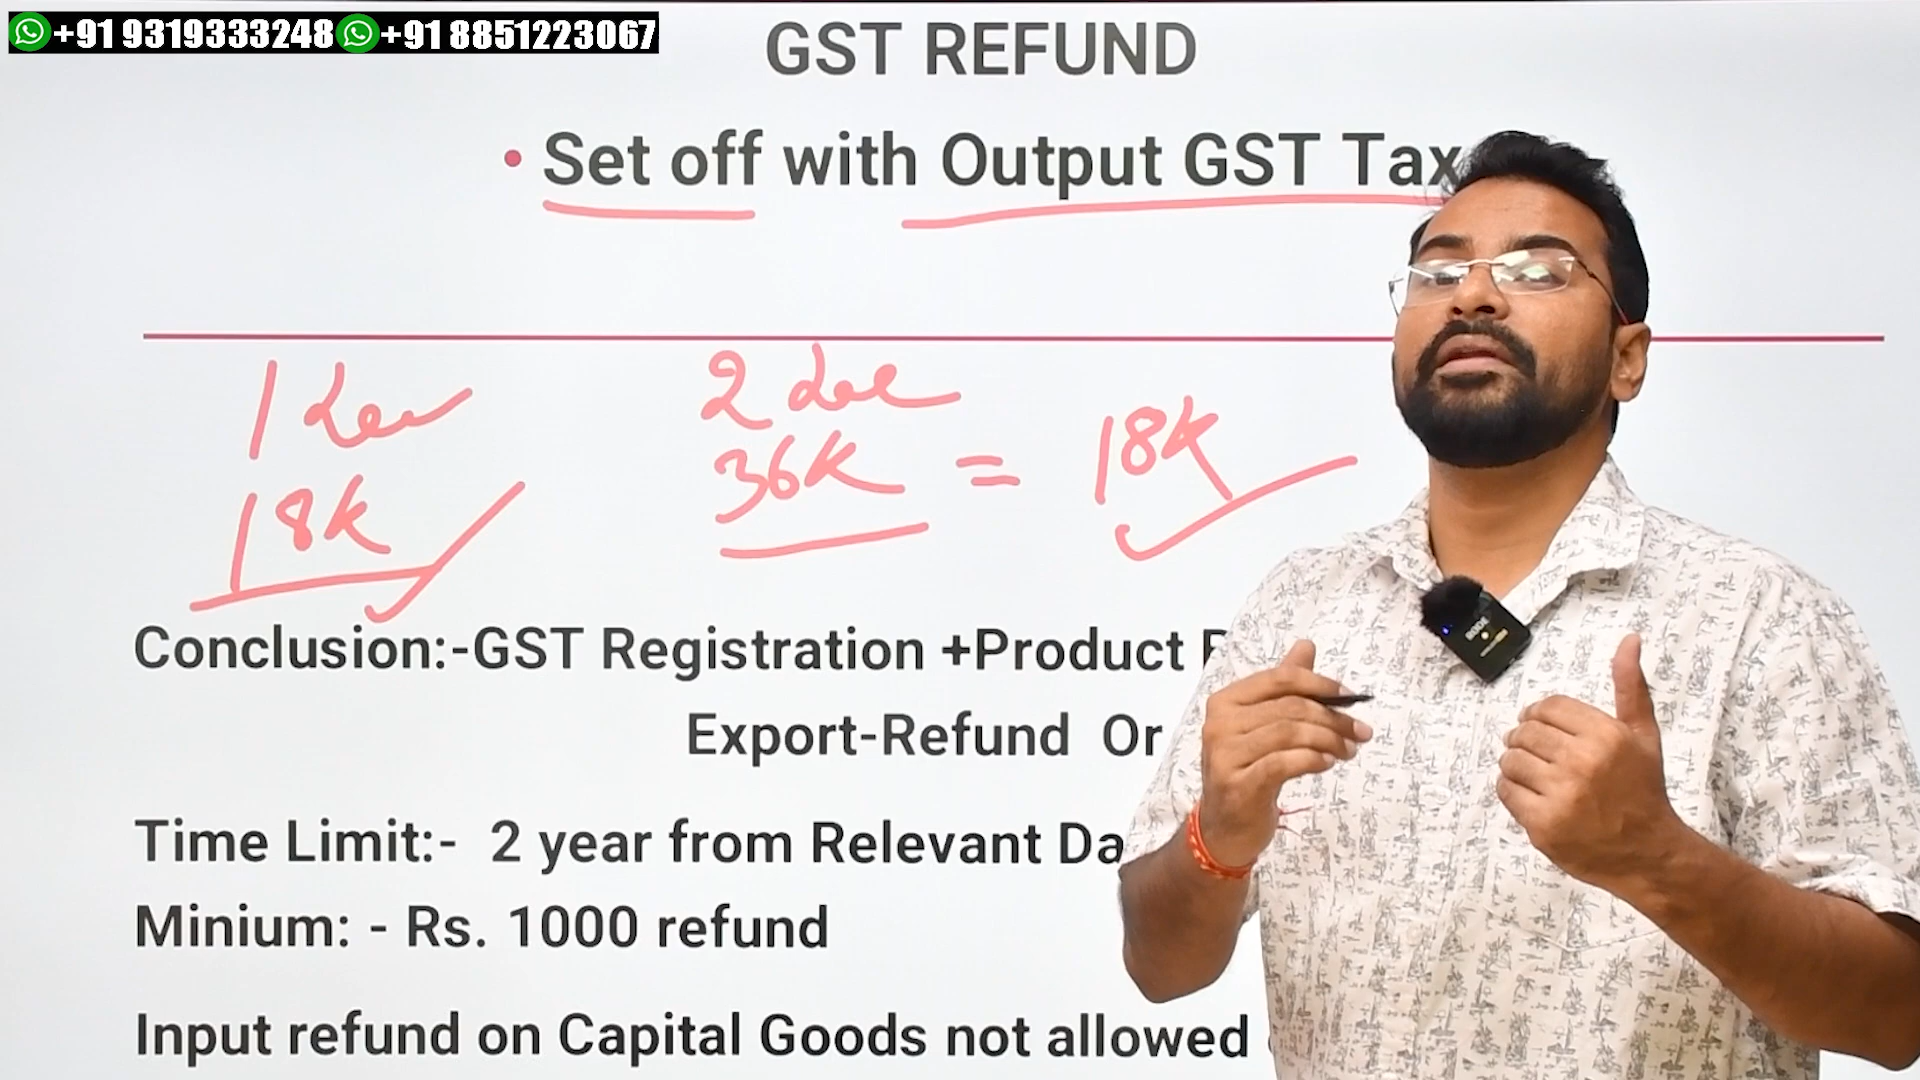 +91 9319333248 +91 8851223067
GST REFUND
• Set off with Output GST Tax
1 2
18K 36K = 18K
Conclusion:-GST Registration +Product
Export-Refund Or
Time Limit:- 2 year from Relevant Da
Minium: - Rs. 1000 refund
Input refund on Capital Goods not allowed
RODE